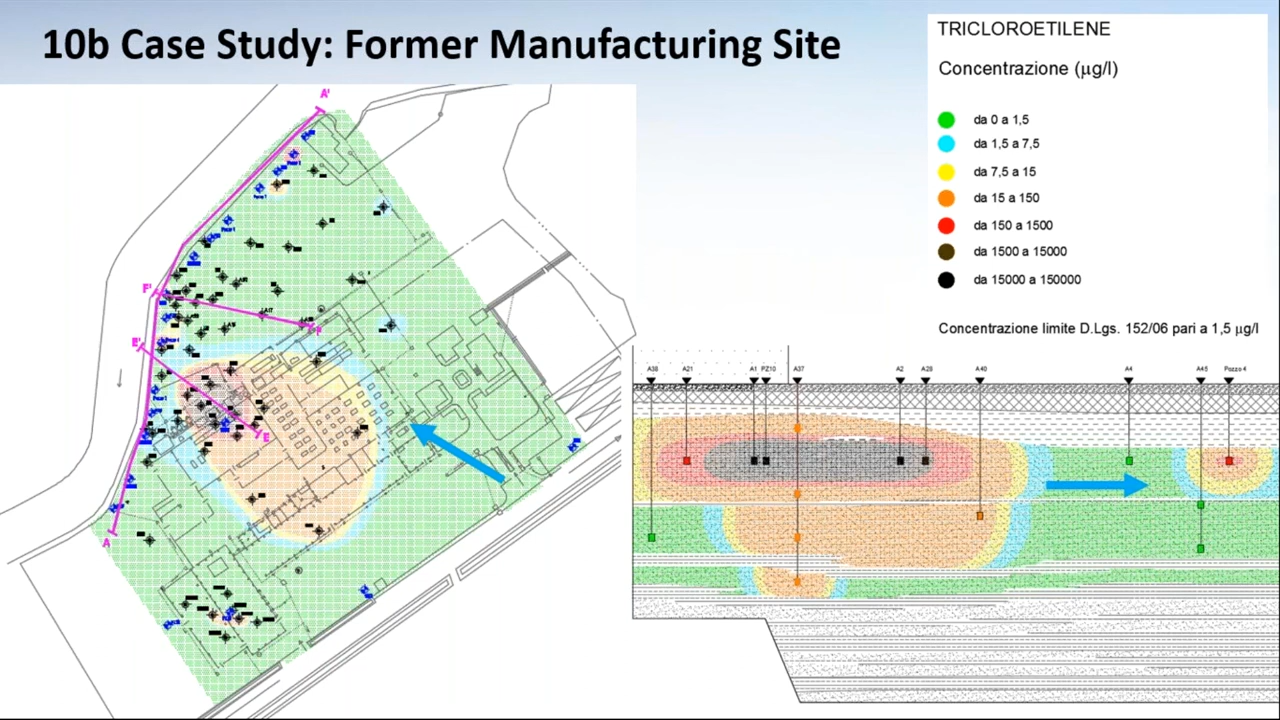 10b Case Study: Former Manufacturing Site
TRICLOROETILENE
Concentrazione (µg/l)
da 0 a 1,5
da 1,5 a 7,5
da 7,5 a 15
da 15 a 150
da 150 a 1500
da 1500 a 15000
da 15000 a 150000
Concentrazione limite D.Lgs. 152/06 pari a 1,5 µg/l
A'
F'
F
E'
E
A
A38 A21 A1 PZ10 A37 A2 A28 A40 A4 A45 Pozzo 4